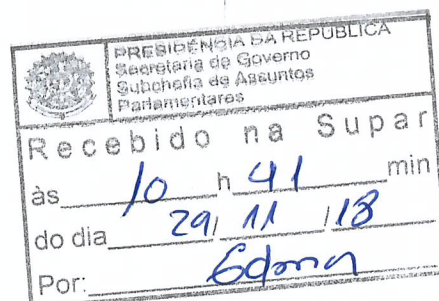 PRESIDÊNCIA DA REPÚBLICA
Secretaria de Governo
Subchefia de Assuntos
Parlamentares
Recebido na Supar
às 10 h 41 min
do dia 29/ 11 /18
Por: